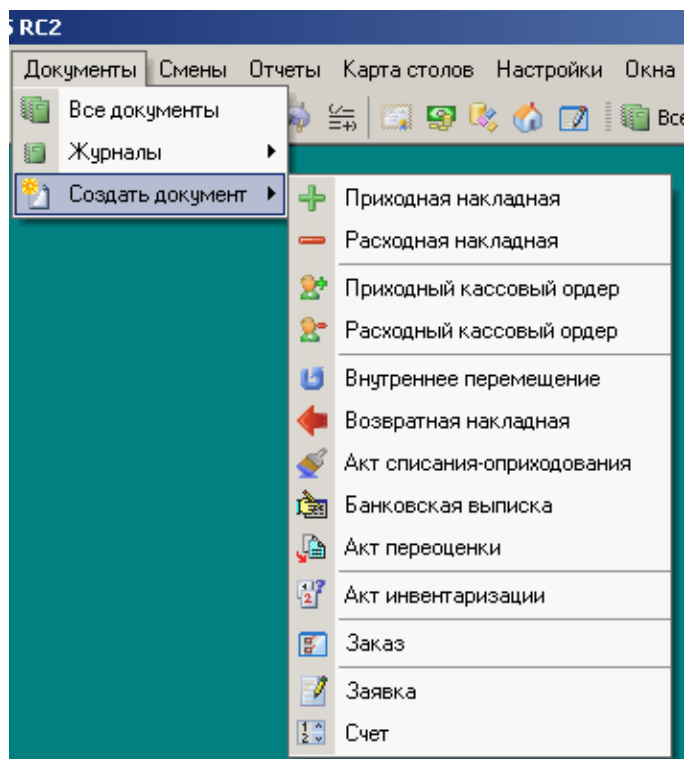 RC2
Документы Смены Отчеты Карта столов Настройки Окна
Все документы
Журналы
Создать документ
Приходная накладная
Расходная накладная
Приходный кассовый ордер
Расходный кассовый ордер
Внутреннее перемещение
Возвратная накладная
Акт списания-оприходования
Банковская выписка
Акт переоценки
Акт инвентаризации
Заказ
Заявка
Счет